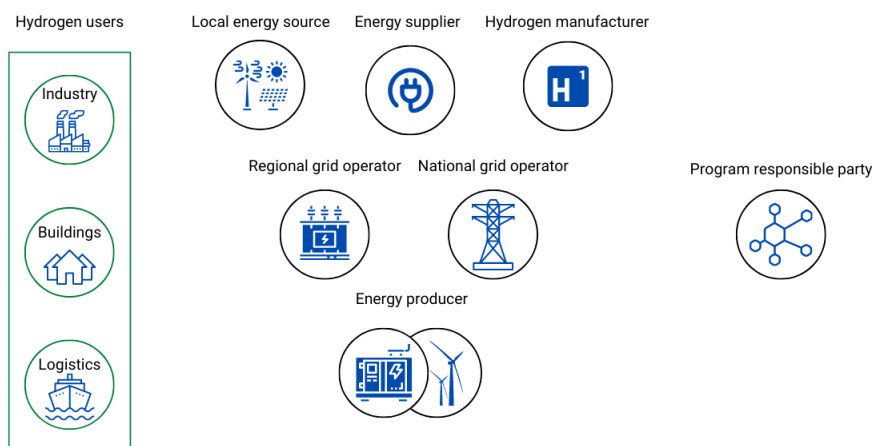 Hydrogen users
Local energy source
Energy supplier
Hydrogen manufacturer
Industry
H 1
Regional grid operator
National grid operator
Program responsible party
Buildings
Energy producer
Logistics